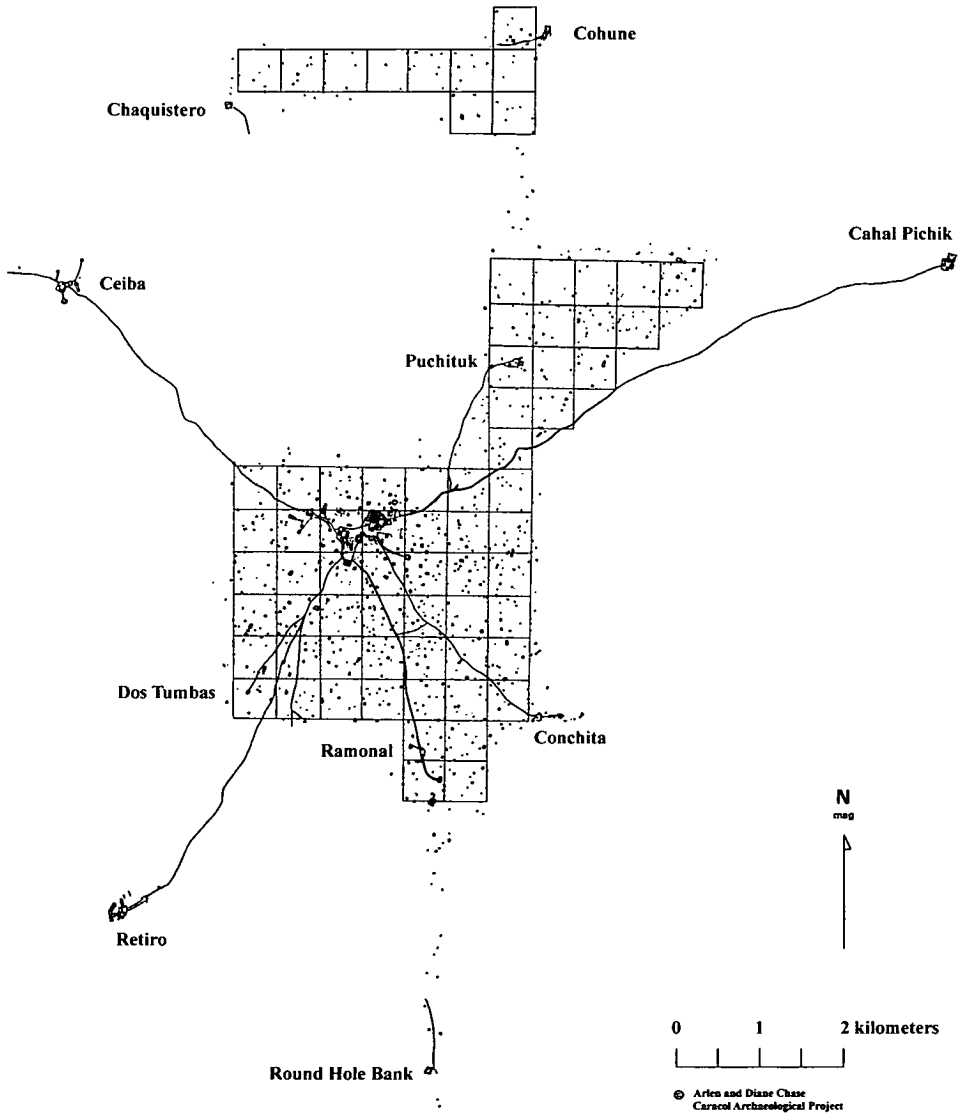 Cohune
Chaquistero
Cahal Pichik
Ceiba
Puchituk
Dos Tumbas
Ramonal
Conchita
N
mag
Retiro
0 1 2 kilometers
Round Hole Bank
© Arlen and Diane Chase
Caracol Archaeological Project